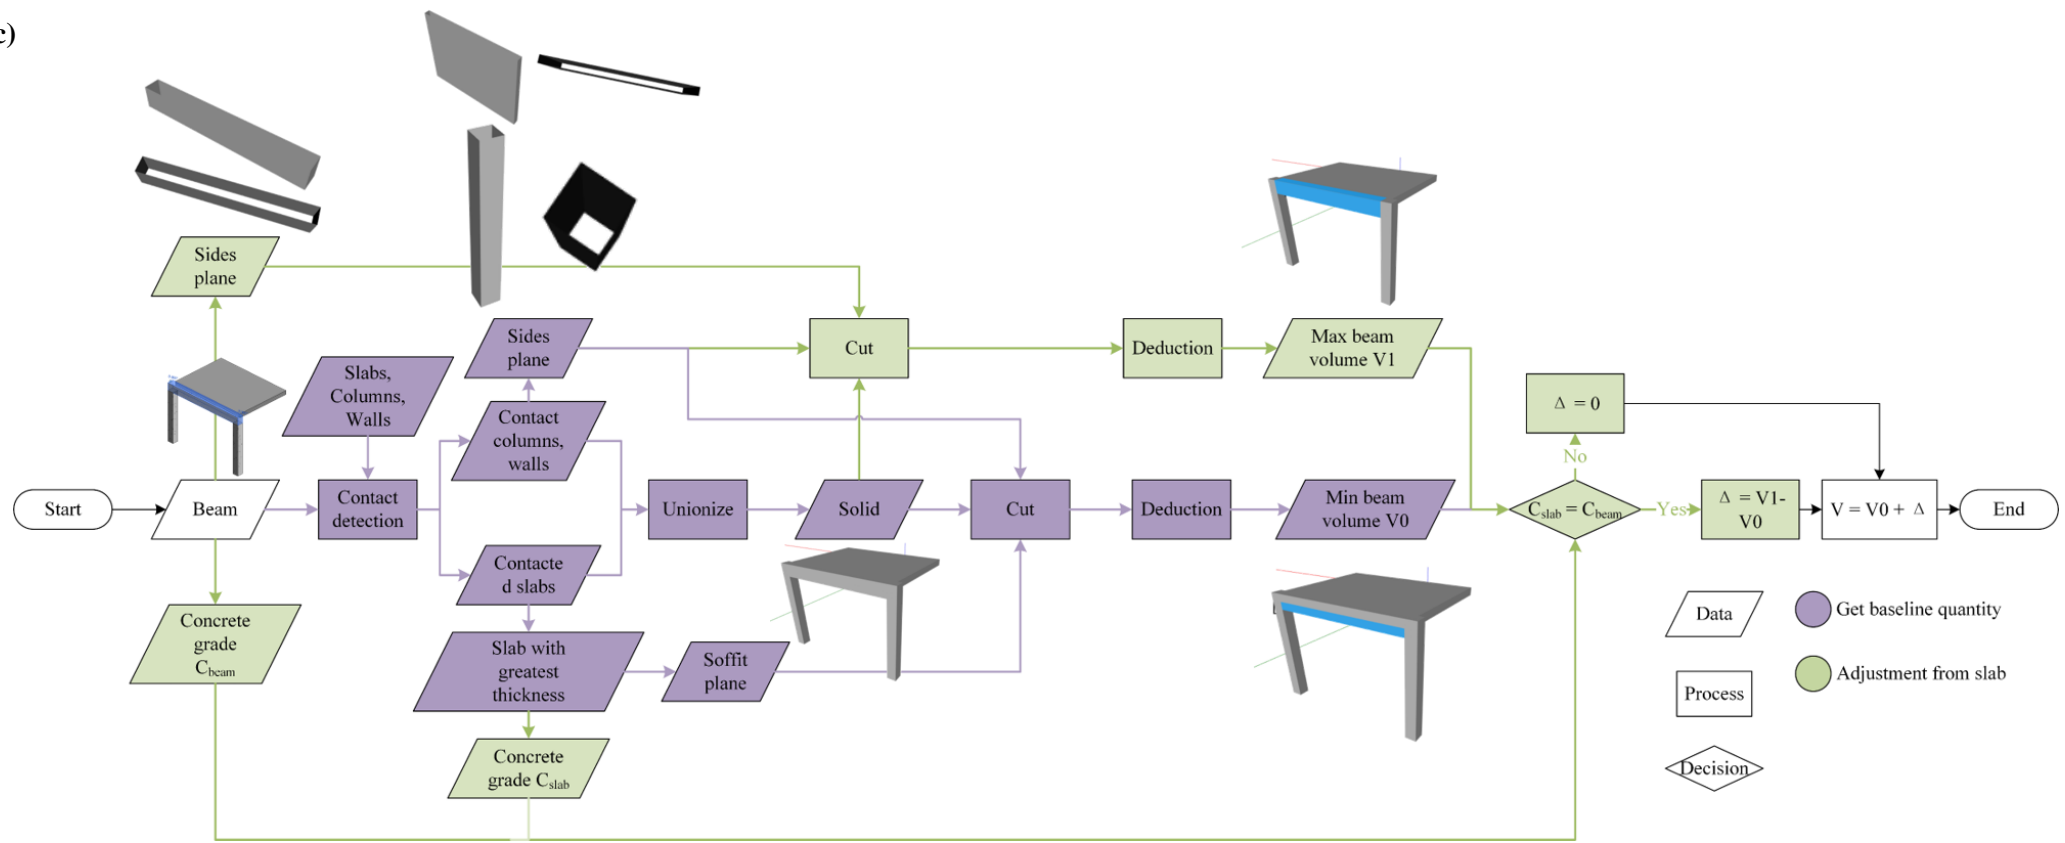 c)
Sides
plane
Slabs,
Columns,
Walls
Sides
plane
Cut
Deduction
Max beam
volume V1
Contact
columns,
walls
Δ = 0
No
Start
Beam
Contact
detection
Unionize
Solid
Cut
Deduction
Min beam
volume V0
Cslab = Cbeam
Yes
Δ = V1-
V0
V = V0 + Δ
End
Contacte
d slabs
Concrete
grade
Cbeam
Slab with
greatest
thickness
Soffit
plane
Concrete
grade Cslab
Data
Get baseline quantity
Process
Adjustment from slab
Decision